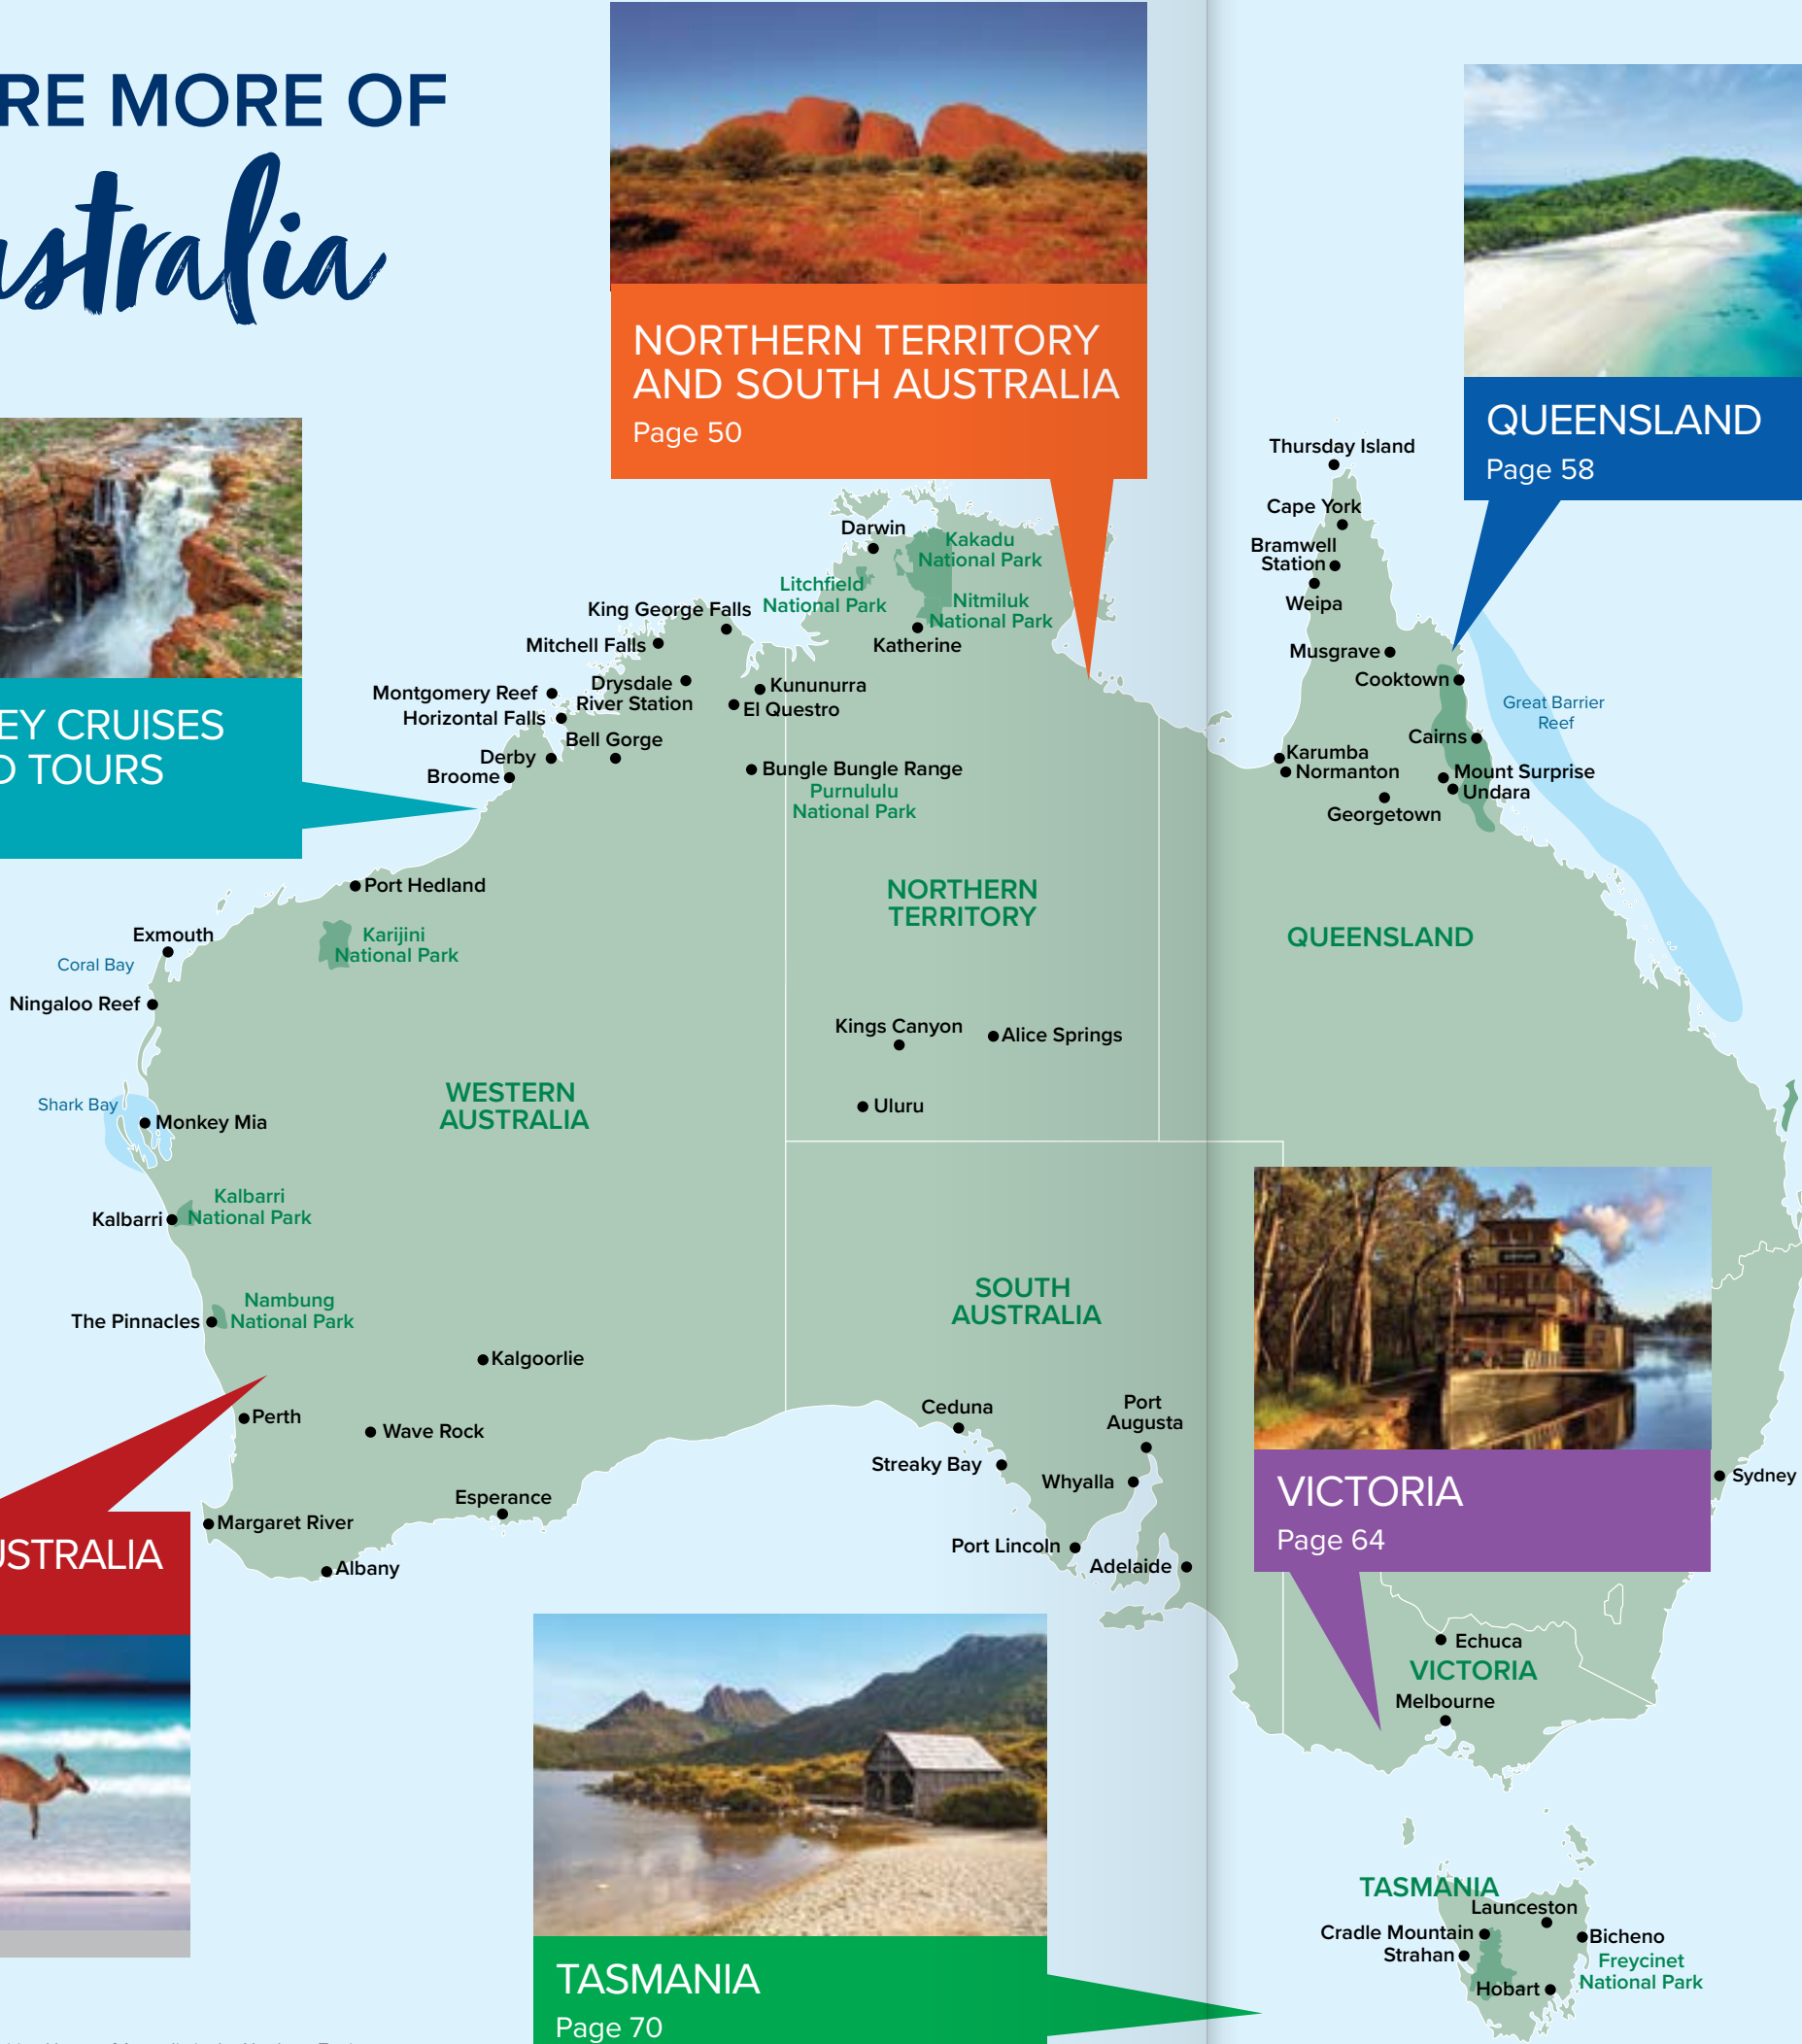 RE MORE OF
ustralia
NORTHERN TERRITORY
AND SOUTH AUSTRALIA
Page 50
QUEENSLAND
Page 58
EY CRUISES
D TOURS
Thursday Island
Cape York
Bramwell
Station
Weipa
Musgrave
Cooktown
Great Barrier
Reef
Cairns
Karumba
Normanton
Mount Surprise
Undara
Georgetown
Darwin
Kakadu
National Park
Litchfield
National Park
Nitmiluk
National Park
Katherine
King George Falls
Mitchell Falls
Drysdale
River Station
Kununurra
El Questro
Montgomery Reef
Horizontal Falls
Bell Gorge
Derby
Broome
Bungle Bungle Range
Purnululu
National Park
Port Hedland
Karijini
National Park
Exmouth
Coral Bay
Ningaloo Reef
NORTHERN
TERRITORY
QUEENSLAND
Kings Canyon
Alice Springs
Uluru
WESTERN
AUSTRALIA
Shark Bay
Monkey Mia
Kalbarri
National Park
Kalbarri
Nambung
National Park
The Pinnacles
Kalgoorlie
Perth
Wave Rock
Esperance
Margaret River
Albany
SOUTH
AUSTRALIA
Ceduna
Port
Augusta
Streaky Bay
Whyalla
Port Lincoln
Adelaide
VICTORIA
Page 64
Sydney
Echuca
VICTORIA
Melbourne
USTRALIA
TASMANIA
Page 70
TASMANIA
Launceston
Cradle Mountain
Strahan
Bicheno
Freycinet
National Park
Hobart